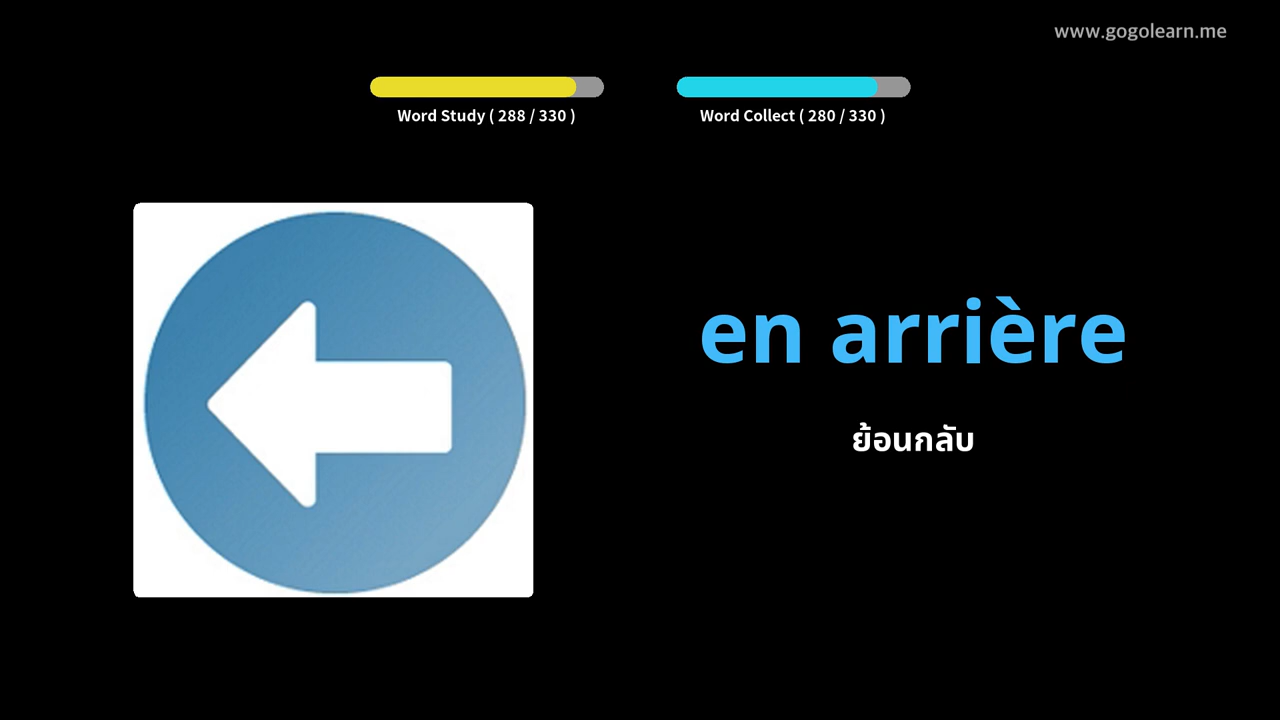 www.gogolearn.me
Word Study ( 288 / 330 )
Word Collect ( 280 / 330 )
en arrière
ย้อนกลับ